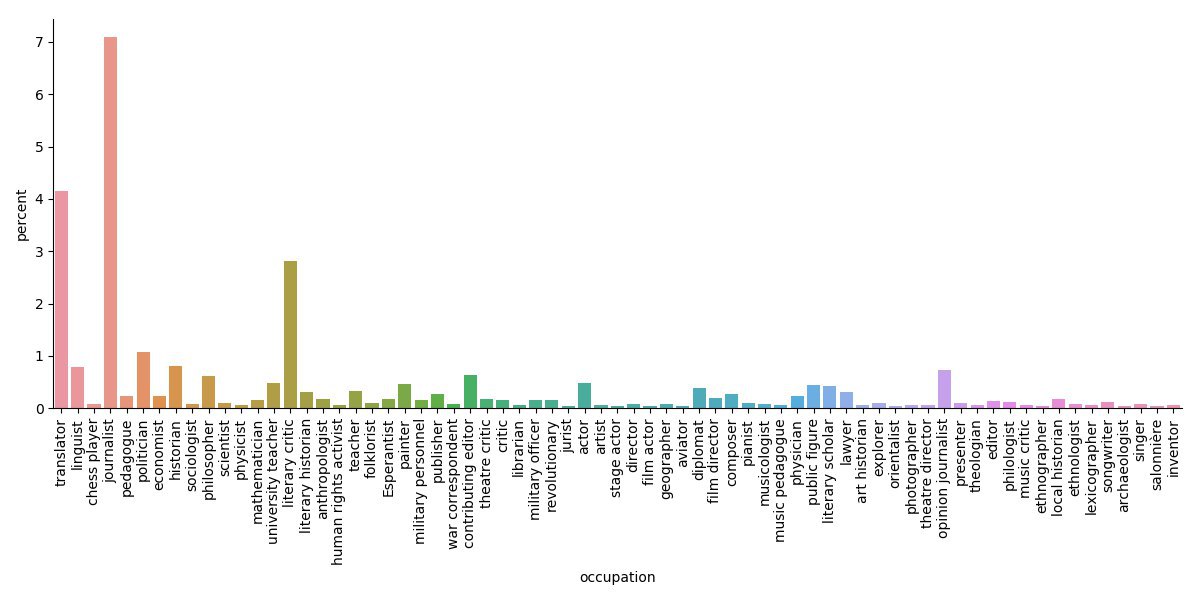 7
6
5
4
3
2
1
0
percent
translator
linguist
chess player
journalist
pedagogue
politician
economist
historian
sociologist
philosopher
scientist
physicist
mathematician
university teacher
literary critic
literary historian
anthropologist
human rights activist
teacher
folklorist
Esperantist
painter
military personnel
publisher
war correspondent
contributing editor
theatre critic
critic
librarian
military officer
revolutionary
jurist
actor
artist
stage actor
director
film actor
geographer
aviator
diplomat
film director
composer
pianist
musicologist
music pedagogue
physician
public figure
literary scholar
lawyer
art historian
explorer
orientalist
photographer
theatre director
opinion journalist
presenter
theologian
editor
philologist
music critic
ethnographer
local historian
ethnologist
lexicographer
songwriter
archaeologist
singer
salonnière
inventor
occupation